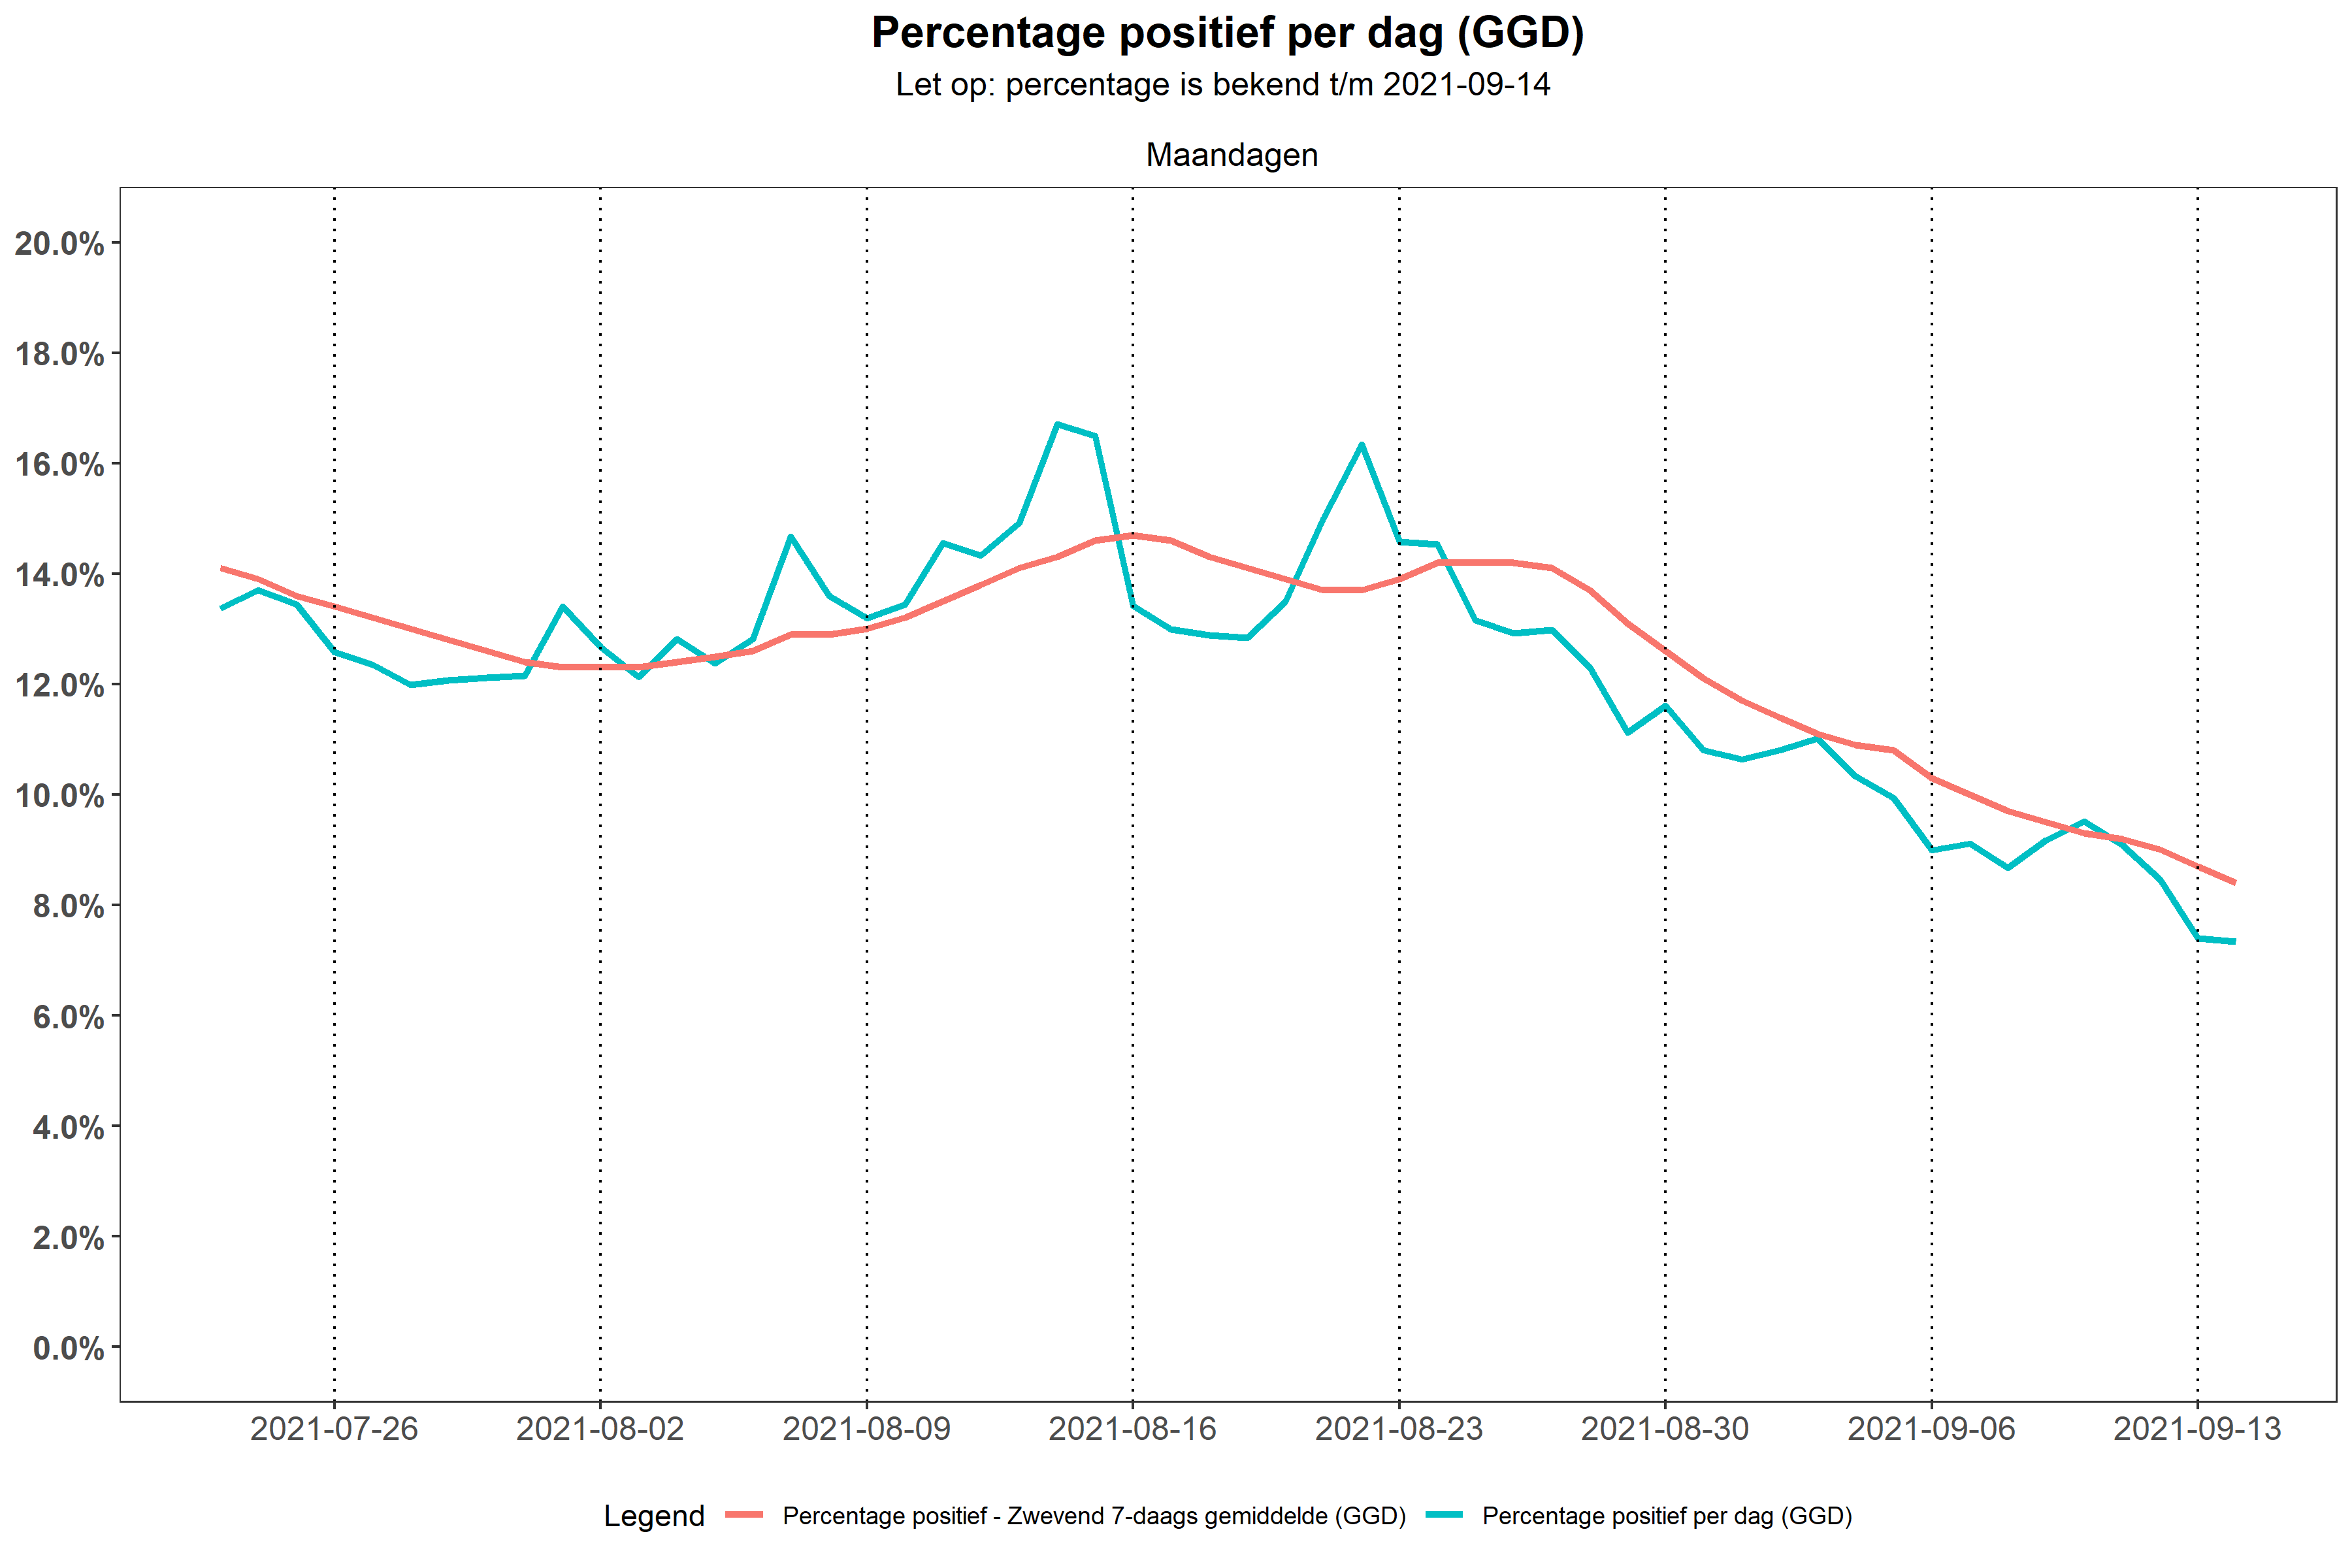 Percentage positief per dag (GGD)
Let op: percentage is bekend t/m 2021-09-14
Maandagen
20.0%
18.0%
16.0%
14.0%
12.0%
10.0%
8.0%
6.0%
4.0%
2.0%
0.0%
2021-07-26 2021-08-02 2021-08-09 2021-08-16 2021-08-23 2021-08-30 2021-09-06 2021-09-13
Legend Percentage positief - Zwevend 7-daags gemiddelde (GGD) Percentage positief per dag (GGD)